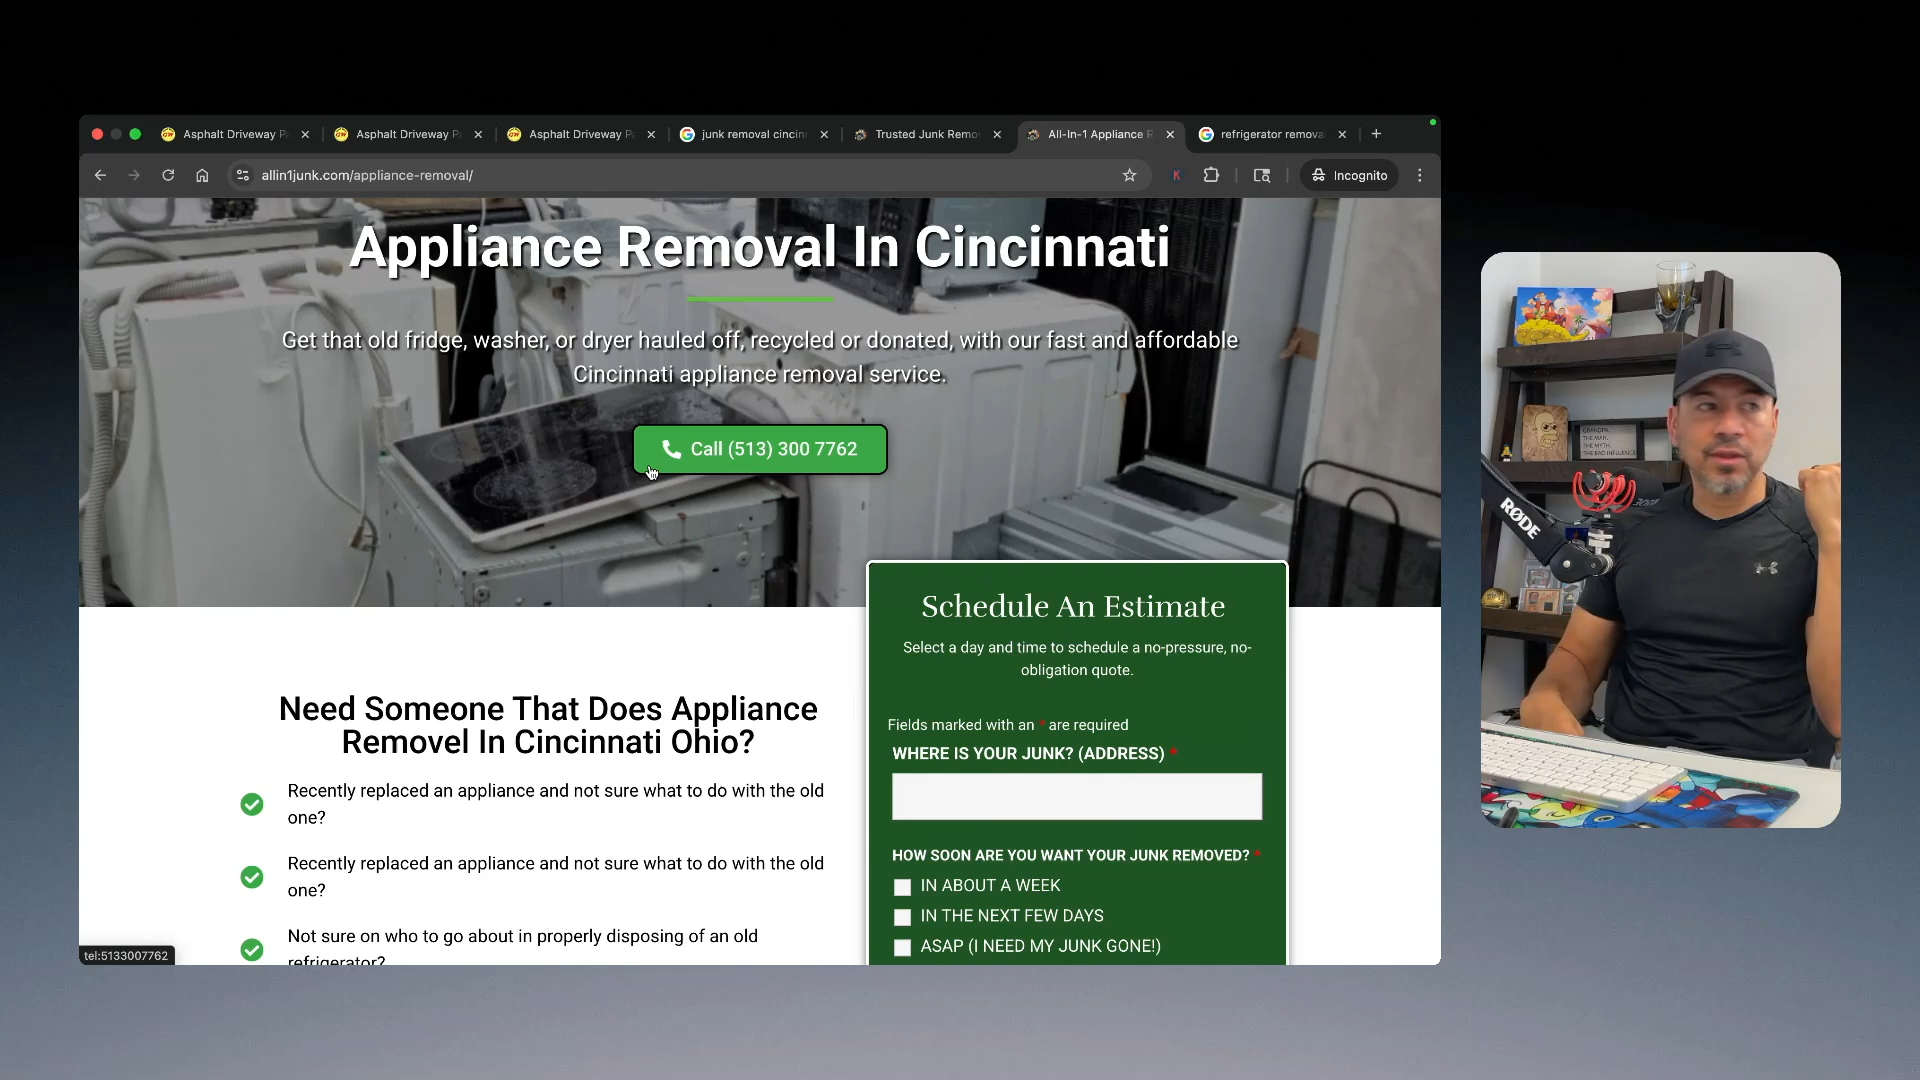 Asphalt Driveway P
Asphalt Driveway P
Asphalt Driveway P
junk removal cincin
Trusted Junk Remo
All-In-1 Appliance R
refrigerator remova
allin1junk.com/appliance-removal/
K
Incognito
Appliance Removal In Cincinnati
Get that old fridge, washer, or dryer hauled off, recycled or donated, with our fast and affordable
Cincinnati appliance removal service.
Call (513) 300 7762
Schedule An Estimate
Select a day and time to schedule a no-pressure, no-
obligation quote.
Fields marked with an * are required
WHERE IS YOUR JUNK? (ADDRESS) *
HOW SOON ARE YOU WANT YOUR JUNK REMOVED? *
IN ABOUT A WEEK
IN THE NEXT FEW DAYS
ASAP (I NEED MY JUNK GONE!)
Need Someone That Does Appliance
Removel In Cincinnati Ohio?
Recently replaced an appliance and not sure what to do with the old
one?
Recently replaced an appliance and not sure what to do with the old
one?
Not sure on who to go about in properly disposing of an old
refrigerator?
tel:5133007762
GRANDPA.
THE MAN.
THE MYTH.
THE BAD INFLUENCE
RØDE